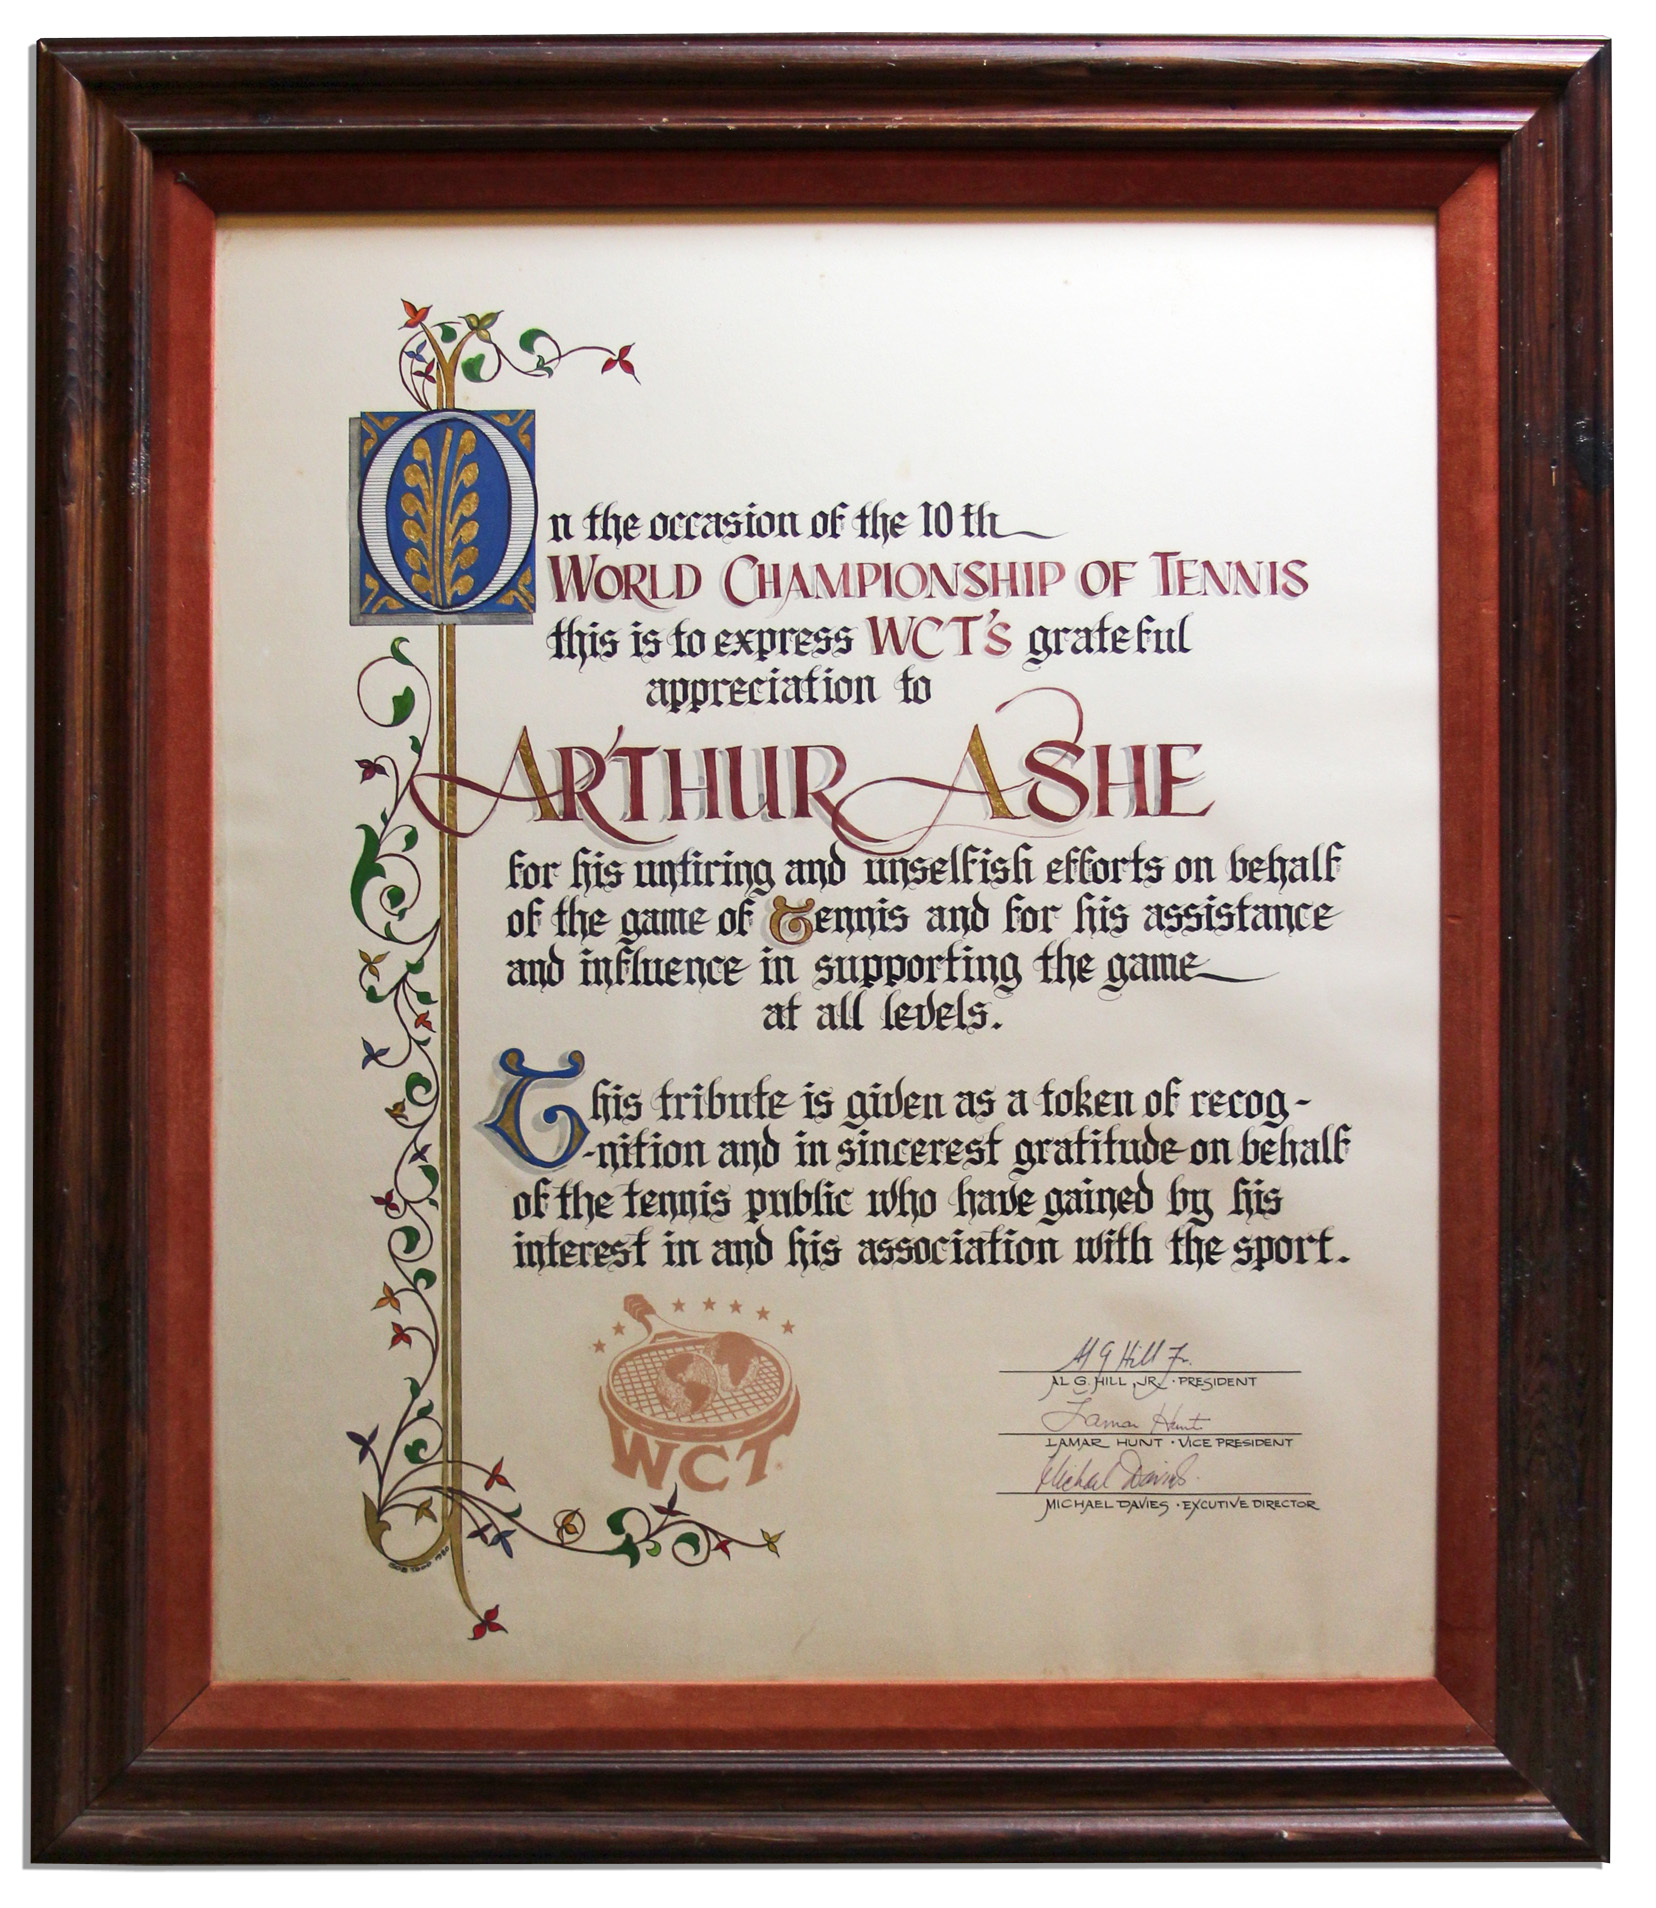 On the occasion of the 10th
WORLD CHAMPIONSHIP OF TENNIS
this is to express WCT'S grateful
appreciation to
ARTHUR ASHE
for his untiring and unselfish efforts on behalf
of the game of Tennis and for his assistance
and influence in supporting the game
at all levels.
This tribute is given as a token of recog-
-nition and in sincerest gratitude on behalf
of the tennis public who have gained by his
interest in and his association with the sport.
WCT
Al G Hill Jr.
AL G. HILL, JR. · PRESIDENT
Lamar Hunt
LAMAR HUNT · VICE PRESIDENT
Michael Davies
MICHAEL DAVIES · EXCUTIVE DIRECTOR
1980